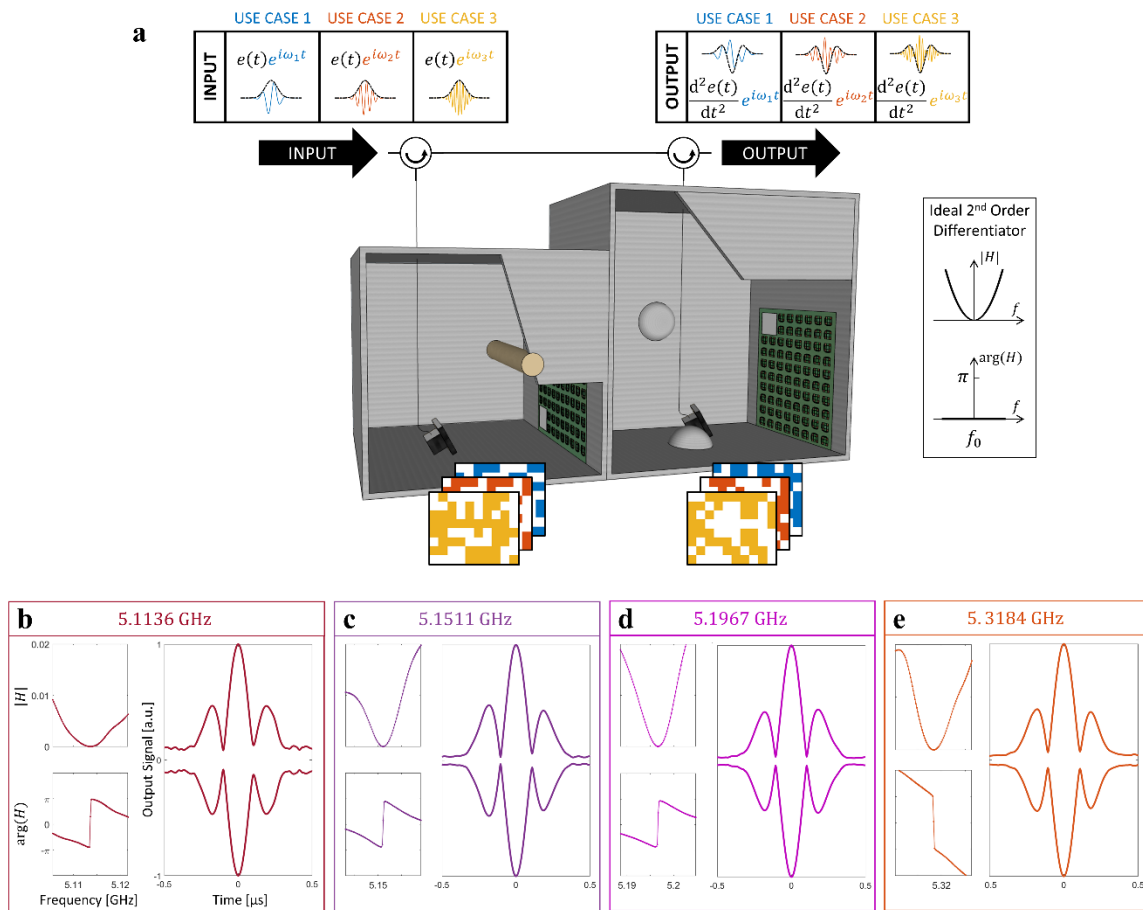 a
USE CASE 1 USE CASE 2 USE CASE 3
INPUT
e(t)e^{iω₁t} e(t)e^{iω₂t} e(t)e^{iω₃t}
USE CASE 1 USE CASE 2 USE CASE 3
OUTPUT
d²e(t)/dt² e^{iω₁t} d²e(t)/dt² e^{iω₂t} d²e(t)/dt² e^{iω₃t}
INPUT
OUTPUT
Ideal 2nd Order
Differentiator
|H|
f
arg(H)
π
f
f₀
b 5.1136 GHz
0.02
0.01
0
|H|
π
0
-π
arg(H)
5.11 5.12
Frequency [GHz]
1
0
-1
Output Signal [a.u.]
-0.5 0 0.5
Time [μs]
c 5.1511 GHz
5.15
-0.5 0 0.5
d 5.1967 GHz
5.19 5.2
-0.5 0 0.5
e 5.3184 GHz
5.32
-0.5 0 0.5